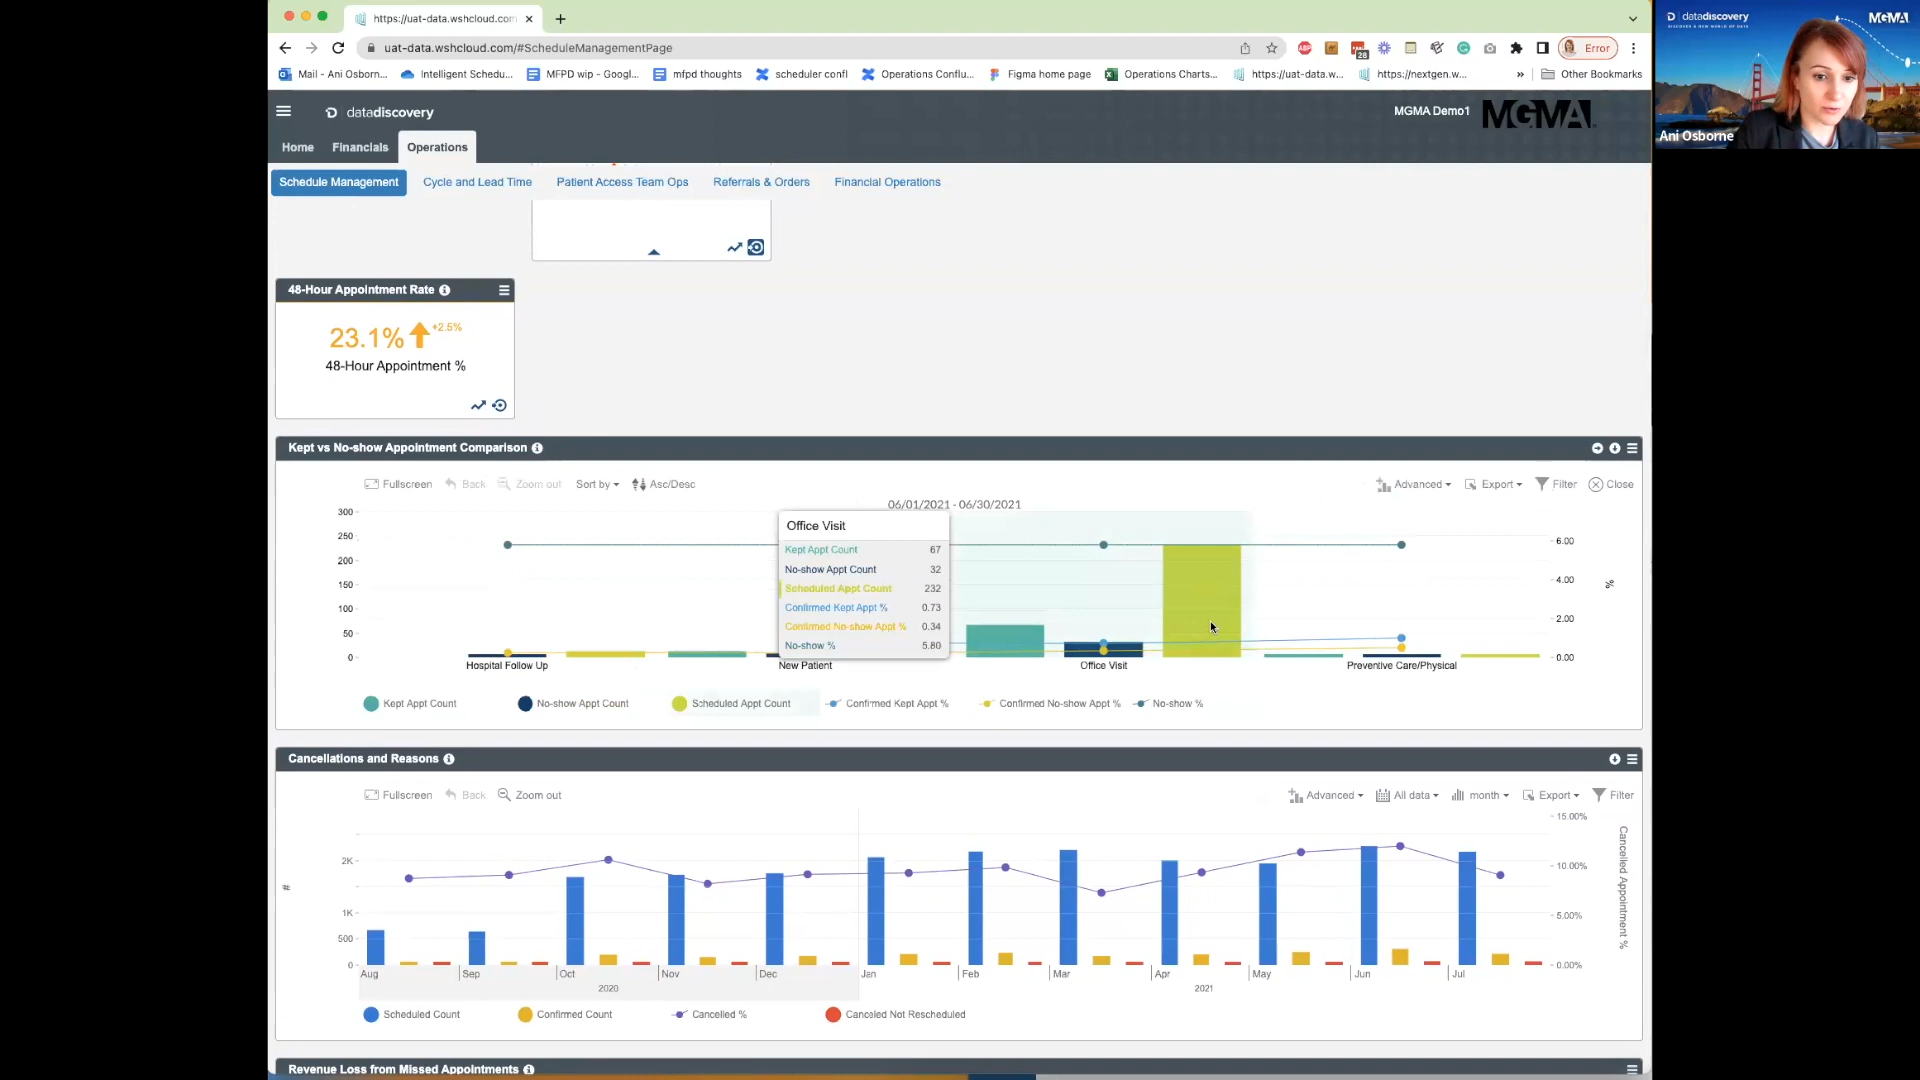 https://uat-data.wshcloud.com
uat-data.wshcloud.com/#ScheduleManagementPage
28
Error
Mail - Ani Osborn...
Intelligent Schedu...
MFPD wip - Googl...
mfpd thoughts
scheduler confl
Operations Conflu...
Figma home page
Operations Charts...
https://uat-data.w...
https://nextgen.w...
Other Bookmarks
datadiscovery
MGMA
Ani Osborne
datadiscovery
MGMA Demo1
MGMA
Home
Financials
Operations
Schedule Management
Cycle and Lead Time
Patient Access Team Ops
Referrals & Orders
Financial Operations
48-Hour Appointment Rate
23.1% +2.5%
48-Hour Appointment %
Kept vs No-show Appointment Comparison
Fullscreen
Back
Zoom out
Sort by
Asc/Desc
Advanced
Export
Filter
Close
06/01/2021 - 06/30/2021
300
250
200
150
100
50
0
6.00
4.00
2.00
0.00
%
Office Visit
Kept Appt Count 67
No-show Appt Count 32
Scheduled Appt Count 232
Confirmed Kept Appt % 0.73
Confirmed No-show Appt % 0.34
No-show % 5.80
Hospital Follow Up
New Patient
Office Visit
Preventive Care/Physical
Kept Appt Count
No-show Appt Count
Scheduled Appt Count
Confirmed Kept Appt %
Confirmed No-show Appt %
No-show %
Cancellations and Reasons
Fullscreen
Back
Zoom out
Advanced
All data
month
Export
Filter
2K
1K
500
0
#
15.00%
10.00%
5.00%
0.00%
Cancelled Appointment %
Aug
Sep
Oct
Nov
Dec
Jan
Feb
Mar
Apr
May
Jun
Jul
2020
2021
Scheduled Count
Confirmed Count
Cancelled %
Canceled Not Rescheduled
Revenue Loss from Missed Appointments